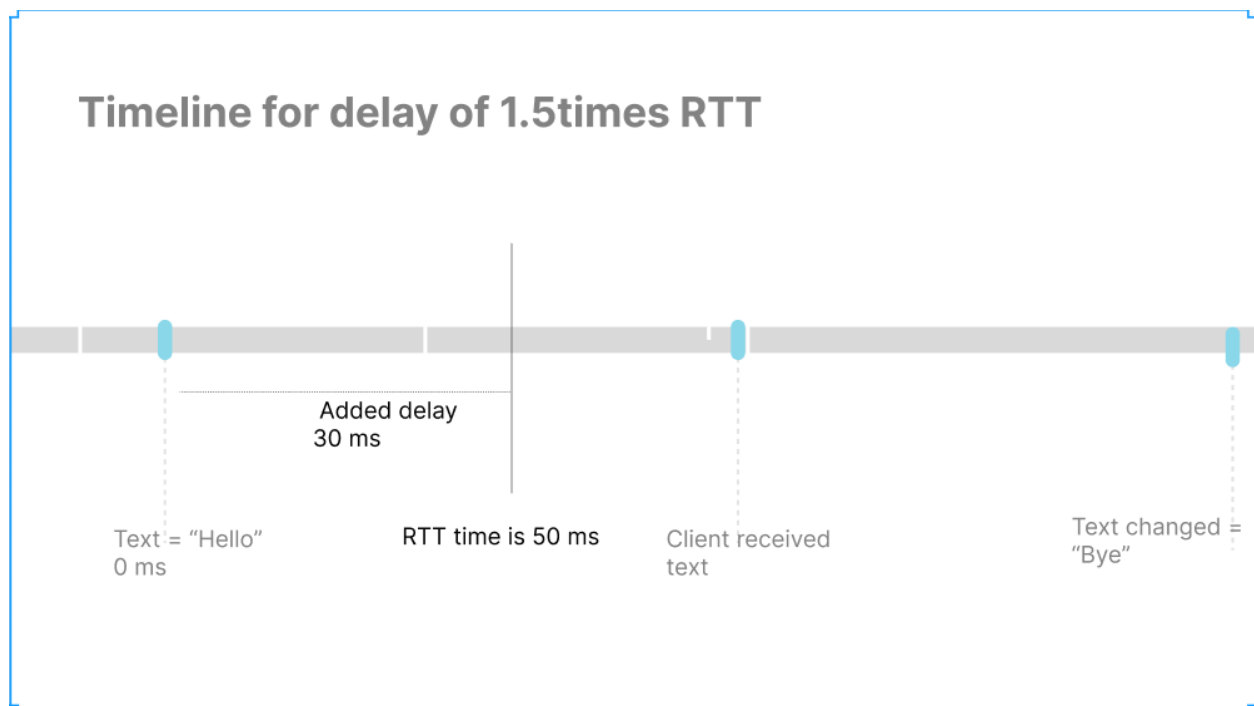 Timeline for delay of 1.5times RTT
Added delay
30 ms
Text = “Hello”
0 ms
RTT time is 50 ms
Client received
text
Text changed =
“Bye”